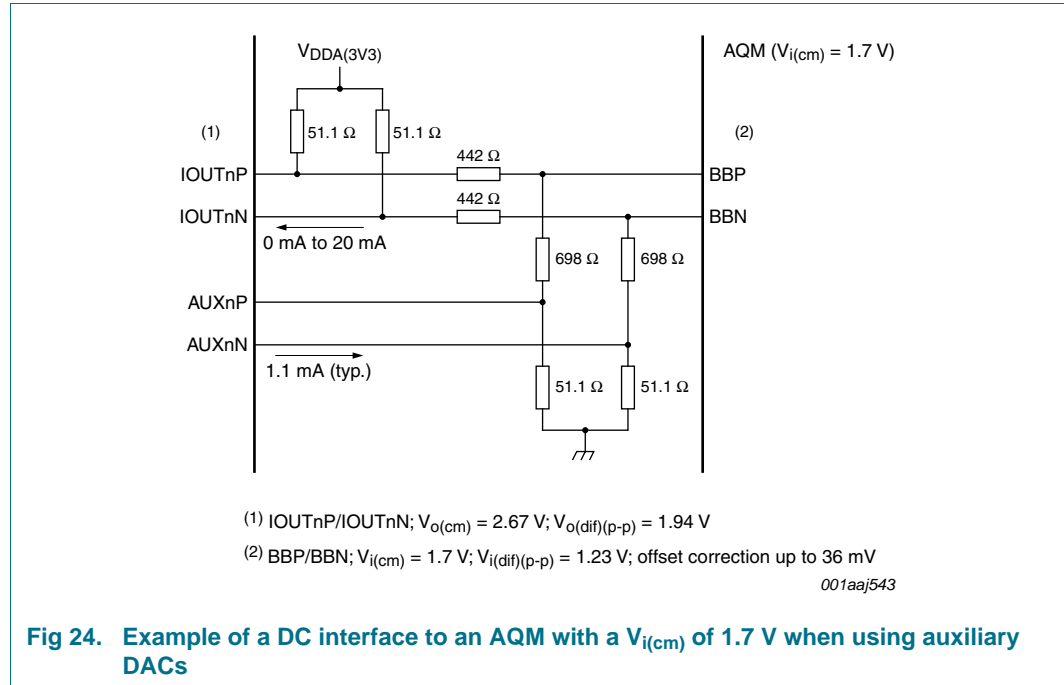 VDDA(3V3)
AQM (Vi(cm) = 1.7 V)
(1)
51.1 Ω
51.1 Ω
(2)
442 Ω
IOUTnP
BBP
442 Ω
IOUTnN
BBN
0 mA to 20 mA
698 Ω
698 Ω
AUXnP
AUXnN
1.1 mA (typ.)
51.1 Ω
51.1 Ω
(1) IOUTnP/IOUTnN; Vo(cm) = 2.67 V; Vo(dif)(p-p) = 1.94 V
(2) BBP/BBN; Vi(cm) = 1.7 V; Vi(dif)(p-p) = 1.23 V; offset correction up to 36 mV
001aaj543
Fig 24. Example of a DC interface to an AQM with a Vi(cm) of 1.7 V when using auxiliary
DACs